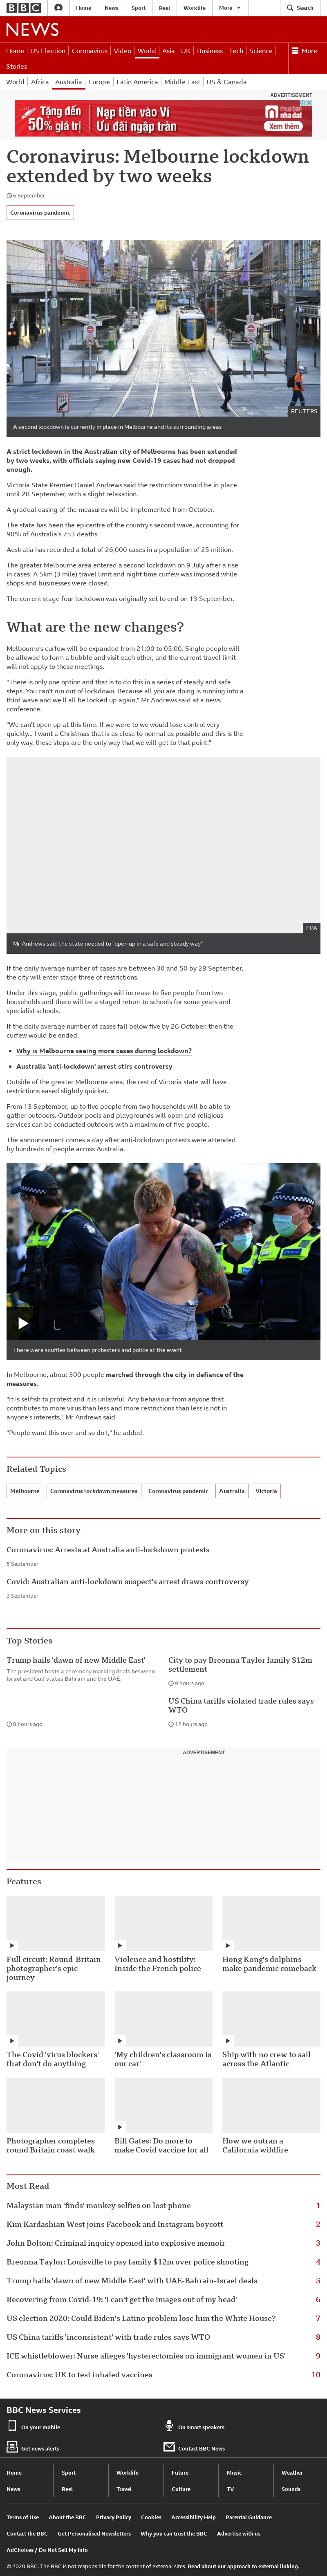 BBC
Home
News
Sport
Reel
Worklife
More
Search
NEWS
Home
US Election
Coronavirus
Video
World
Asia
UK
Business
Tech
Science
More
Stories
World
Africa
Australia
Europe
Latin America
Middle East
US & Canada
ADVERTISEMENT
Tặng đến
50% giá trị
Nạp tiền vào Ví
Ưu đãi ngập tràn
muaban
nhà đất
Xem thêm
Coronavirus: Melbourne lockdown
extended by two weeks
6 September
Coronavirus pandemic
REUTERS
A second lockdown is currently in place in Melbourne and its surrounding areas
A strict lockdown in the Australian city of Melbourne has been extended
by two weeks, with officials saying new Covid-19 cases had not dropped
enough.
Victoria State Premier Daniel Andrews said the restrictions would be in place
until 28 September, with a slight relaxation.
A gradual easing of the measures will be implemented from October.
The state has been the epicentre of the country's second wave, accounting for
90% of Australia's 753 deaths.
Australia has recorded a total of 26,000 cases in a population of 25 million.
The greater Melbourne area entered a second lockdown on 9 July after a rise
in cases. A 5km (3 mile) travel limit and night time curfew was imposed while
shops and businesses were closed.
The current stage four lockdown was originally set to end on 13 September.
What are the new changes?
Melbourne's curfew will be expanded from 21:00 to 05:00. Single people will
be allowed to form a bubble and visit each other, and the current travel limit
will not apply to these meetings.
"There is only one option and that is to do this in a series of steady and safe
steps. You can't run out of lockdown. Because all you are doing is running into a
third wave and we'll all be locked up again," Mr Andrews said at a news
conference.
"We can't open up at this time. If we were to we would lose control very
quickly... I want a Christmas that is as close to normal as possible and this is the
only way, these steps are the only way that we will get to that point."
EPA
Mr Andrews said the state needed to "open up in a safe and steady way"
If the daily average number of cases are between 30 and 50 by 28 September,
the city will enter stage three of restrictions.
Under this stage, public gatherings will increase to five people from two
households and there will be a staged return to schools for some years and
specialist schools.
If the daily average number of cases fall below five by 26 October, then the
curfew would be ended.
Why is Melbourne seeing more cases during lockdown?
Australia 'anti-lockdown' arrest stirs controversy
Outside of the greater Melbourne area, the rest of Victoria state will have
restrictions eased slightly quicker.
From 13 September, up to five people from two households will be able to
gather outdoors. Outdoor pools and playgrounds will open and religious
services can be conducted outdoors with a maximum of five people.
The announcement comes a day after anti-lockdown protests were attended
by hundreds of people across Australia.
There were scuffles between protesters and police at the event
In Melbourne, about 300 people marched through the city in defiance of the
measures.
"It is selfish to protest and it is unlawful. Any behaviour from anyone that
contributes to more virus than less and more restrictions than less is not in
anyone's interests," Mr Andrews said.
"People want this over and so do I," he added.
Related Topics
Melbourne
Coronavirus lockdown measures
Coronavirus pandemic
Australia
Victoria
More on this story
Coronavirus: Arrests at Australia anti-lockdown protests
5 September
Covid: Australian anti-lockdown suspect's arrest draws controversy
3 September
Top Stories
Trump hails 'dawn of new Middle East'
The president hosts a ceremony marking deals between
Israel and Gulf states Bahrain and the UAE.
8 hours ago
City to pay Breonna Taylor family $12m
settlement
9 hours ago
US China tariffs violated trade rules says
WTO
12 hours ago
ADVERTISEMENT
Features
Full circuit: Round-Britain
photographer's epic
journey
Violence and hostility:
Inside the French police
Hong Kong's dolphins
make pandemic comeback
The Covid 'virus blockers'
that don't do anything
'My children's classroom is
our car'
Ship with no crew to sail
across the Atlantic
Photographer completes
round Britain coast walk
Bill Gates: Do more to
make Covid vaccine for all
How we outran a
California wildfire
Most Read
Malaysian man 'finds' monkey selfies on lost phone 1
Kim Kardashian West joins Facebook and Instagram boycott 2
John Bolton: Criminal inquiry opened into explosive memoir 3
Breonna Taylor: Louisville to pay family $12m over police shooting 4
Trump hails 'dawn of new Middle East' with UAE-Bahrain-Israel deals 5
Recovering from Covid-19: 'I can't get the images out of my head' 6
US election 2020: Could Biden's Latino problem lose him the White House? 7
US China tariffs 'inconsistent' with trade rules says WTO 8
ICE whistleblower: Nurse alleges 'hysterectomies on immigrant women in US' 9
Coronavirus: UK to test inhaled vaccines 10
BBC News Services
On your mobile
On smart speakers
Get news alerts
Contact BBC News
Home
Sport
Worklife
Future
Music
Weather
News
Reel
Travel
Culture
TV
Sounds
Terms of Use
About the BBC
Privacy Policy
Cookies
Accessibility Help
Parental Guidance
Contact the BBC
Get Personalised Newsletters
Why you can trust the BBC
Advertise with us
AdChoices / Do Not Sell My Info
© 2020 BBC. The BBC is not responsible for the content of external sites. Read about our approach to external linking.